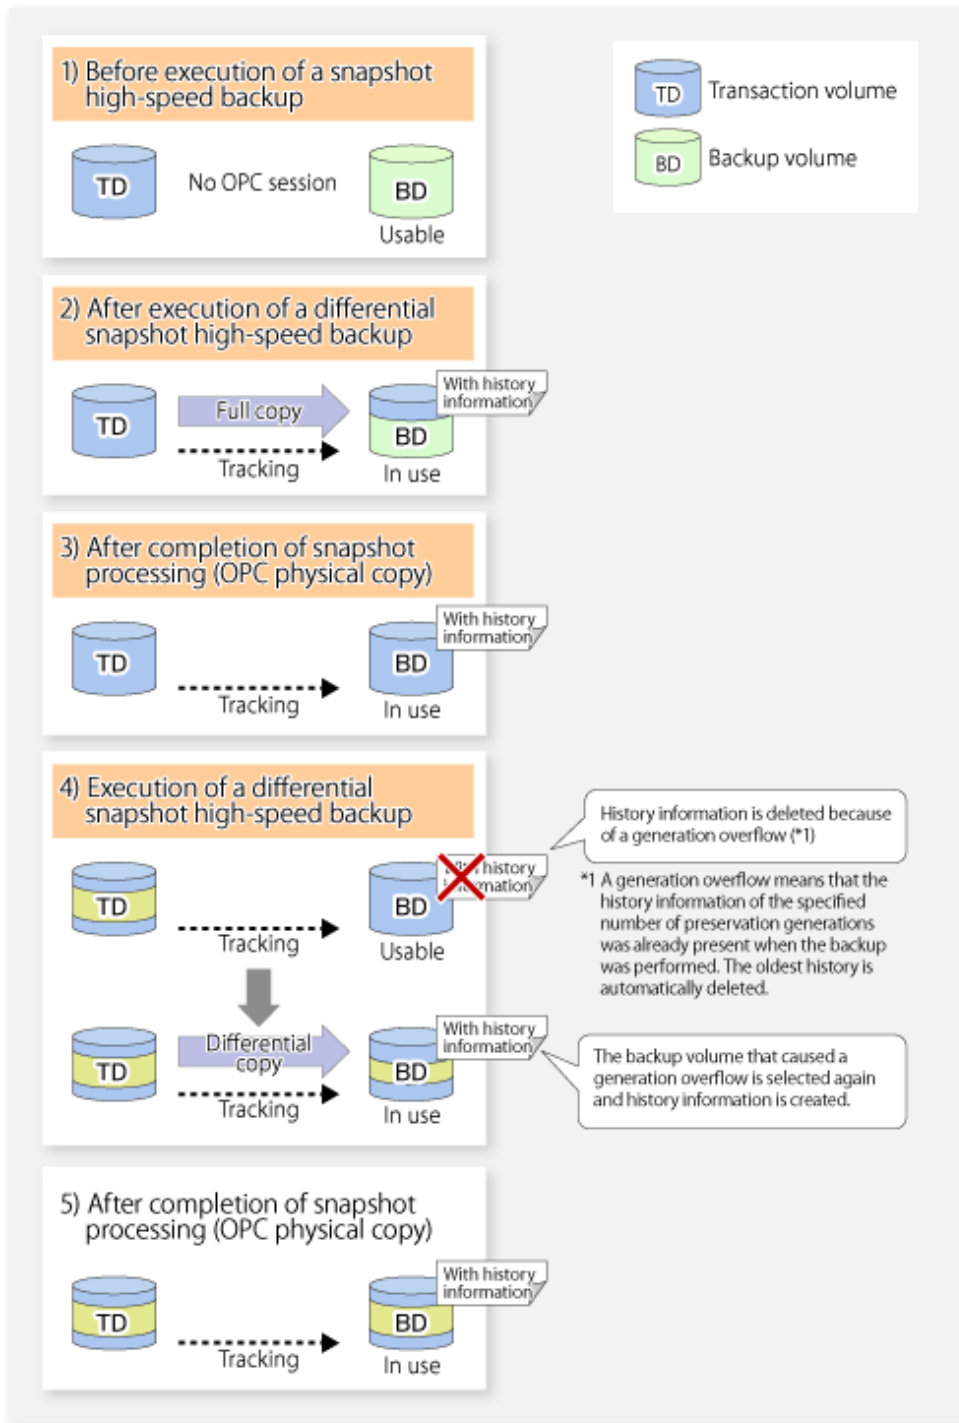 1) Before execution of a snapshot
high-speed backup
TD
No OPC session
BD
Usable
TD
Transaction volume
BD
Backup volume
2) After execution of a differential
snapshot high-speed backup
TD
Full copy
Tracking
BD
In use
With history
information
3) After completion of snapshot
processing (OPC physical copy)
TD
Tracking
BD
In use
With history
information
4) Execution of a differential
snapshot high-speed backup
TD
Tracking
BD
Usable
With history
information
History information is deleted because
of a generation overflow (*1)
*1 A generation overflow means that the
history information of the specified
number of preservation generations
was already present when the backup
was performed. The oldest history is
automatically deleted.
TD
Differential
copy
Tracking
BD
In use
With history
information
The backup volume that caused a
generation overflow is selected again
and history information is created.
5) After completion of snapshot
processing (OPC physical copy)
TD
Tracking
BD
In use
With history
information